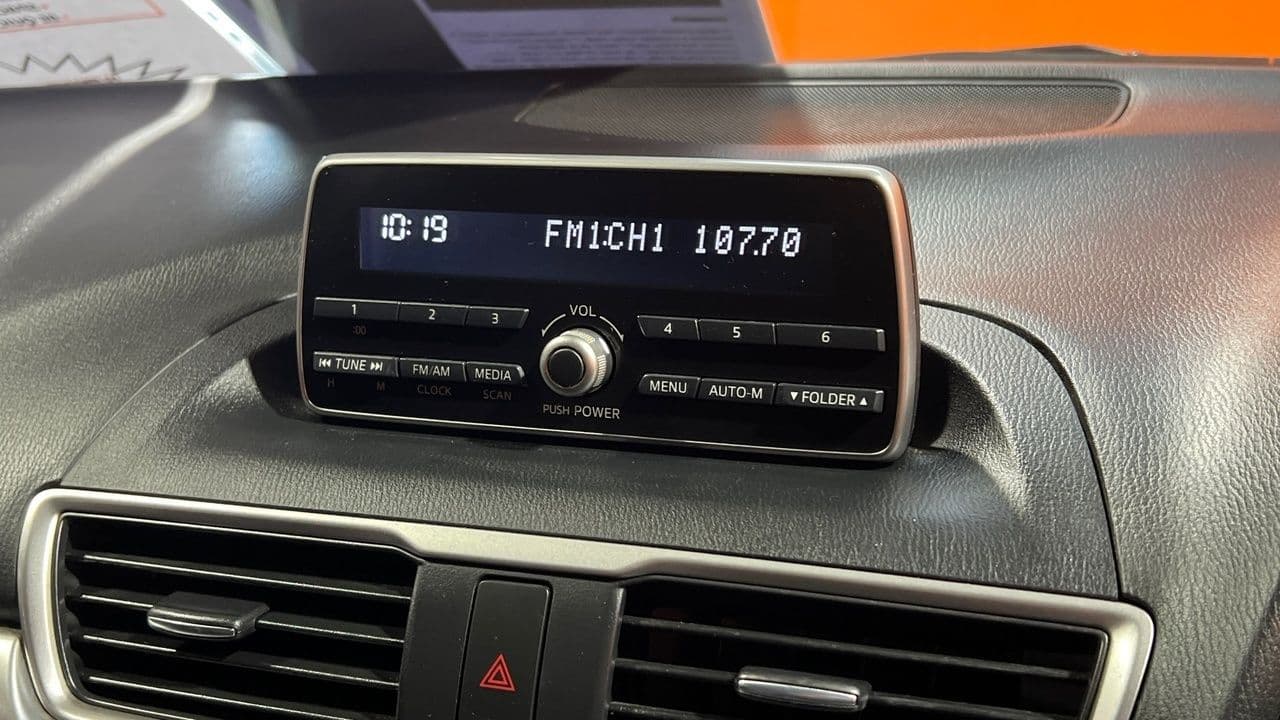 10:19 FM1:CH1 107.70
1 2 3 VOL 4 5 6
:00
TUNE FM/AM MEDIA MENU AUTO-M ▼FOLDER▲
H M CLOCK SCAN
PUSH POWER